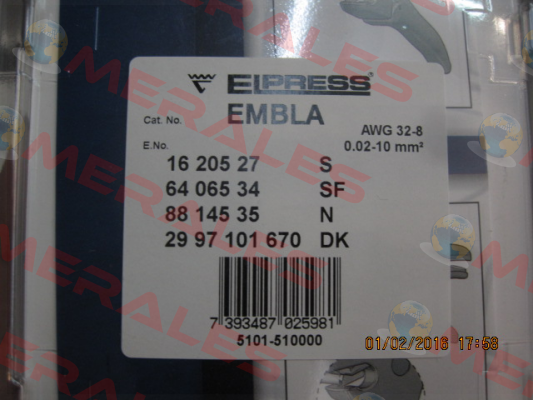 ELPRESS®
Cat. No. EMBLA
AWG 32-8
E.No. 0.02-10 mm²
16 205 27 S
64 065 34 SF
88 145 35 N
29 97 101 670 DK
7 393487 025981
5101-510000
01/02/2016 17:58
MERALES
MERALES
MERALES
MERALES